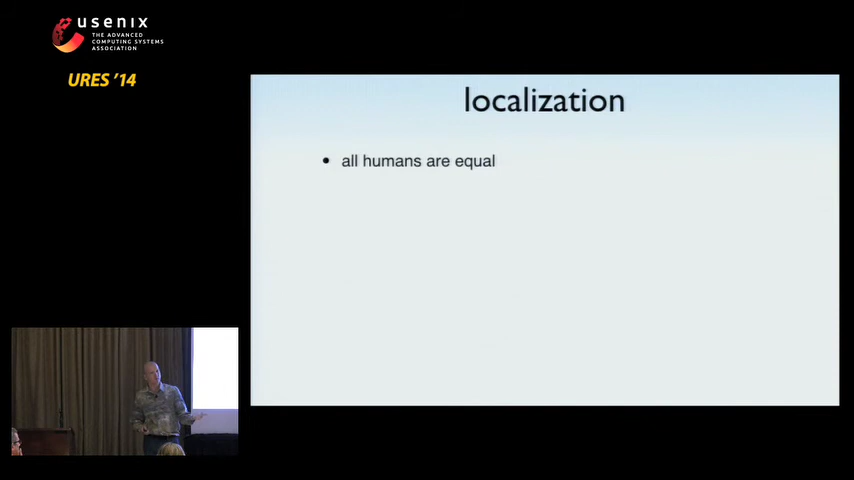 usenix
THE ADVANCED
COMPUTING SYSTEMS
ASSOCIATION
URES '14
localization
• all humans are equal